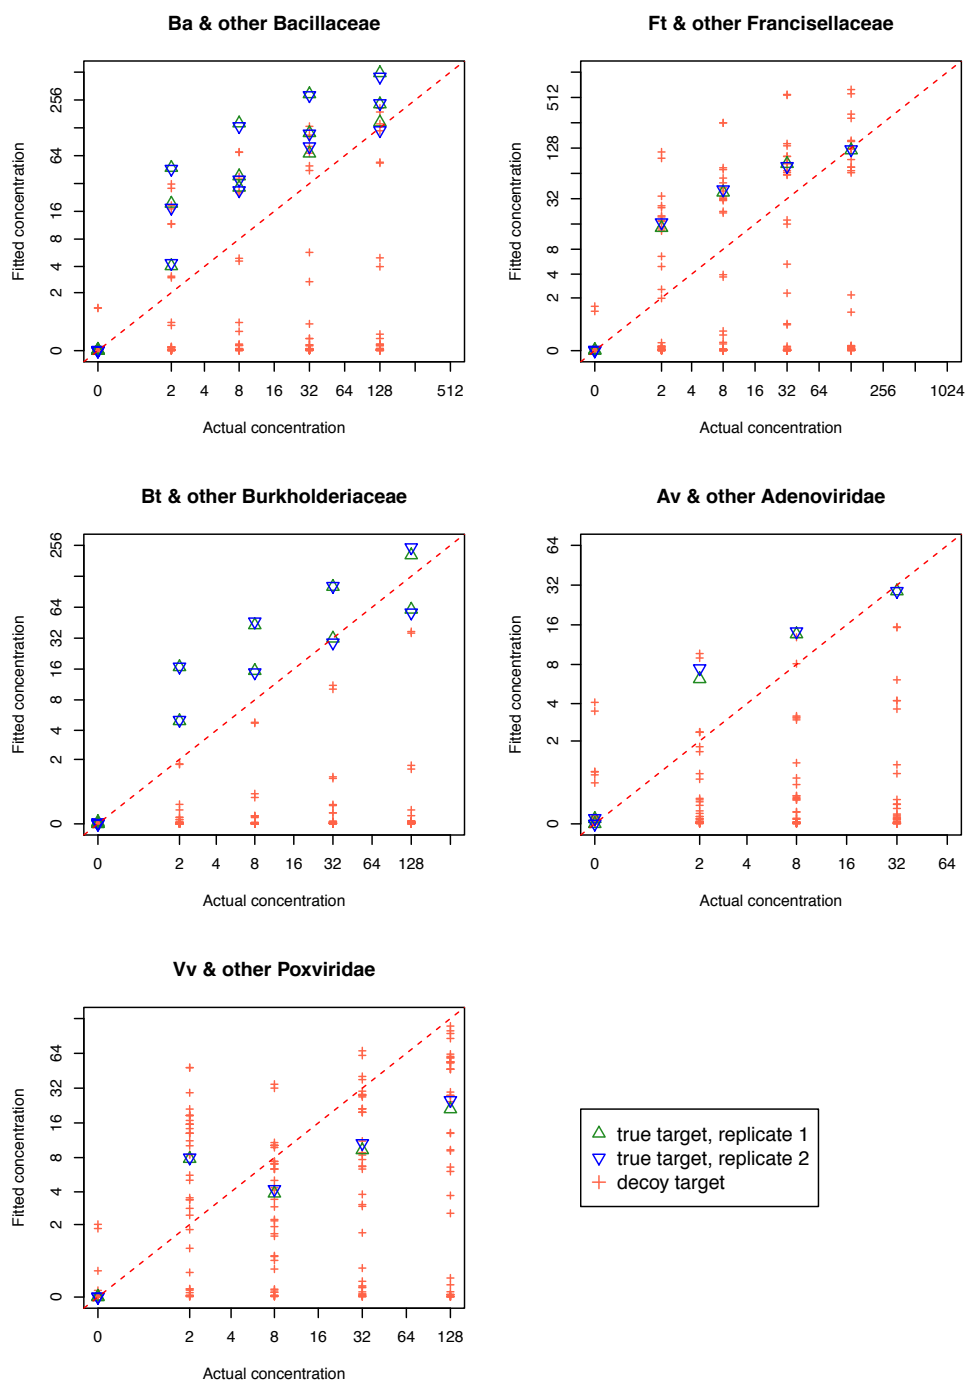 Ba & other Bacillaceae
Fitted concentration
0 2 4 8 16 64 256
0 2 4 8 16 32 64 128 512
Actual concentration
Ft & other Francisellaceae
Fitted concentration
0 2 4 8 32 128 512
0 2 4 8 16 32 64 256 1024
Actual concentration
Bt & other Burkholderiaceae
Fitted concentration
0 2 4 8 16 32 64 256
0 2 4 8 16 32 64 128
Actual concentration
Av & other Adenoviridae
Fitted concentration
0 2 4 8 16 32 64
0 2 4 8 16 32 64
Actual concentration
Vv & other Poxviridae
Fitted concentration
0 2 4 8 16 32 64
0 2 4 8 16 32 64 128
Actual concentration
true target, replicate 1
true target, replicate 2
decoy target